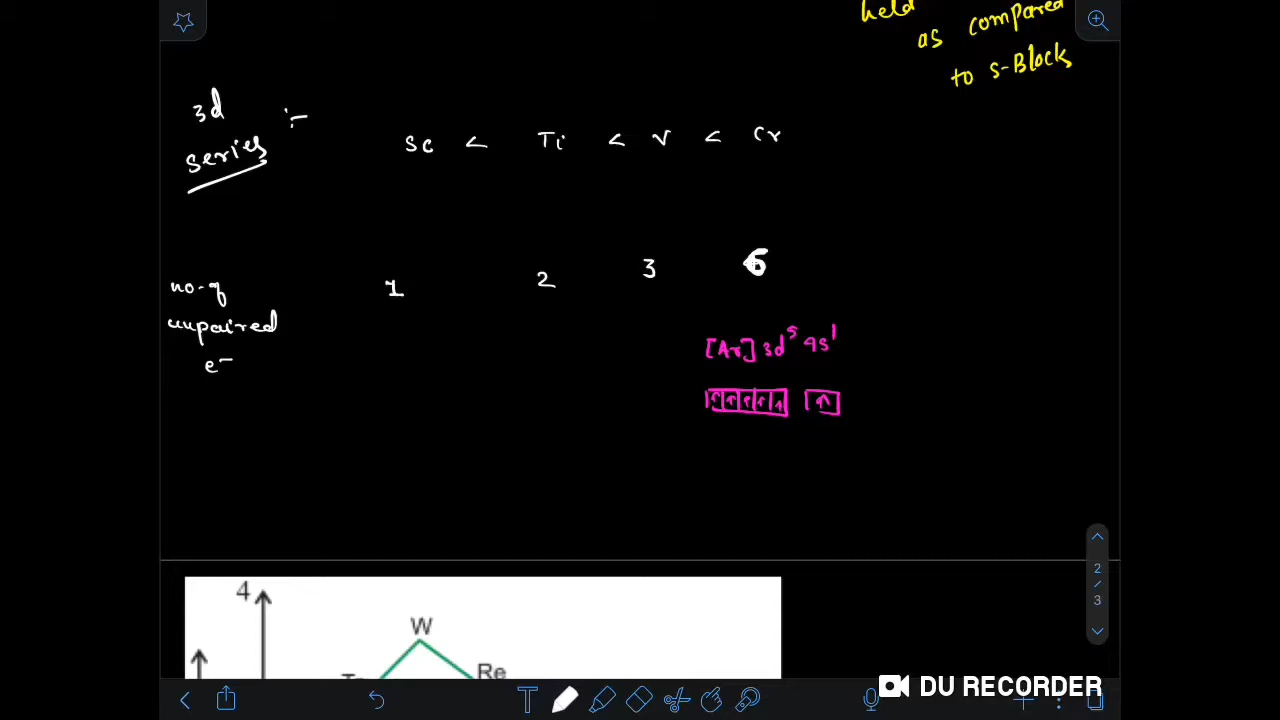 held
as compared
to s-Block
3d
series :-
Sc < Ti < V < Cr
no. of
unpaired
e⁻
1 2 3 6
[Ar] 3d⁵ 4s¹
4
W
Re
2
3
T
DU RECORDER